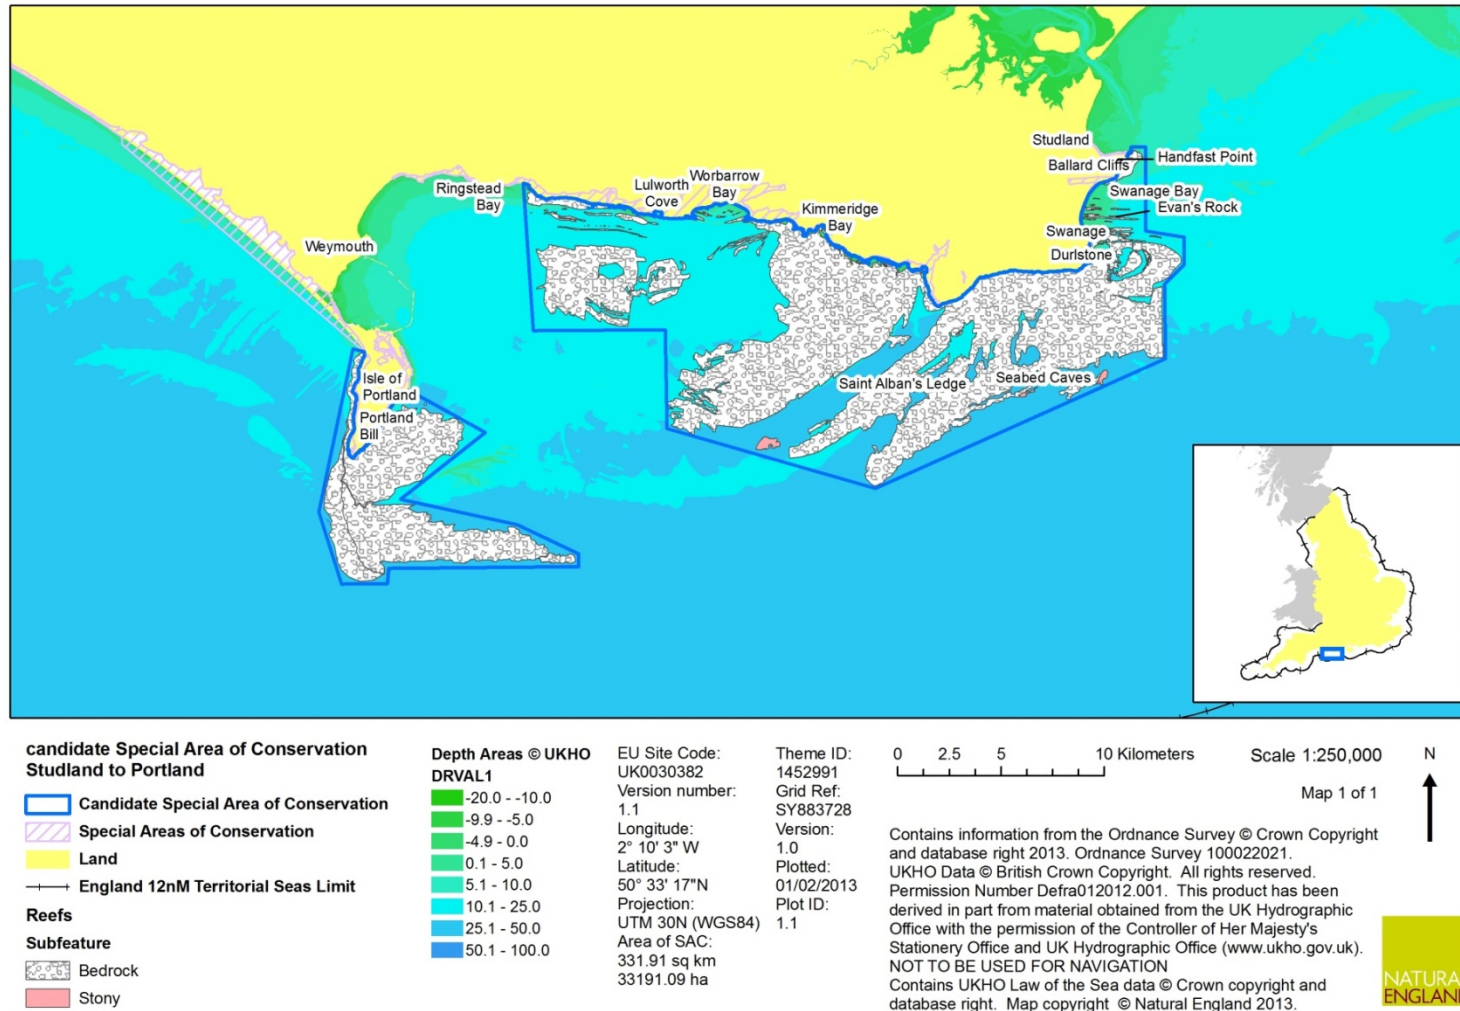 Studland
Handfast Point
Ballard Cliffs
Swanage Bay
Evan's Rock
Swanage
Durlstone
Ringstead
Bay
Lulworth
Cove
Worbarrow
Bay
Kimmeridge
Bay
Weymouth
Isle of
Portland
Portland
Bill
Saint Alban's Ledge
Seabed Caves
candidate Special Area of Conservation
Studland to Portland
Candidate Special Area of Conservation
Special Areas of Conservation
Land
England 12nM Territorial Seas Limit
Reefs
Subfeature
Bedrock
Stony
Depth Areas © UKHO
DRVAL1
-20.0 - -10.0
-9.9 - -5.0
-4.9 - 0.0
0.1 - 5.0
5.1 - 10.0
10.1 - 25.0
25.1 - 50.0
50.1 - 100.0
EU Site Code:
UK0030382
Version number:
1.1
Longitude:
2° 10' 3" W
Latitude:
50° 33' 17"N
Projection:
UTM 30N (WGS84)
Area of SAC:
331.91 sq km
33191.09 ha
Theme ID:
1452991
Grid Ref:
SY883728
Version:
1.0
Plotted:
01/02/2013
Plot ID:
1.1
0 2.5 5 10 Kilometers
Scale 1:250,000
N
Map 1 of 1
Contains information from the Ordnance Survey © Crown Copyright
and database right 2013. Ordnance Survey 100022021.
UKHO Data © British Crown Copyright. All rights reserved.
Permission Number Defra012012.001. This product has been
derived in part from material obtained from the UK Hydrographic
Office with the permission of the Controller of Her Majesty's
Stationery Office and UK Hydrographic Office (www.ukho.gov.uk).
NOT TO BE USED FOR NAVIGATION
Contains UKHO Law of the Sea data © Crown copyright and
database right. Map copyright © Natural England 2013.
NATURAL
ENGLAND